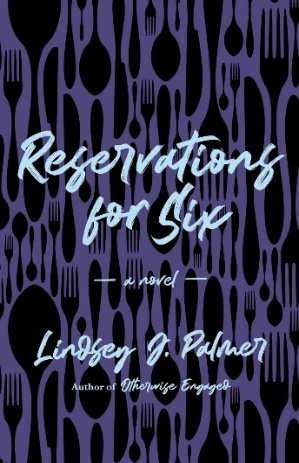 Reservations
for Six
a novel
Lindsey J. Palmer
Author of Otherwise Engaged